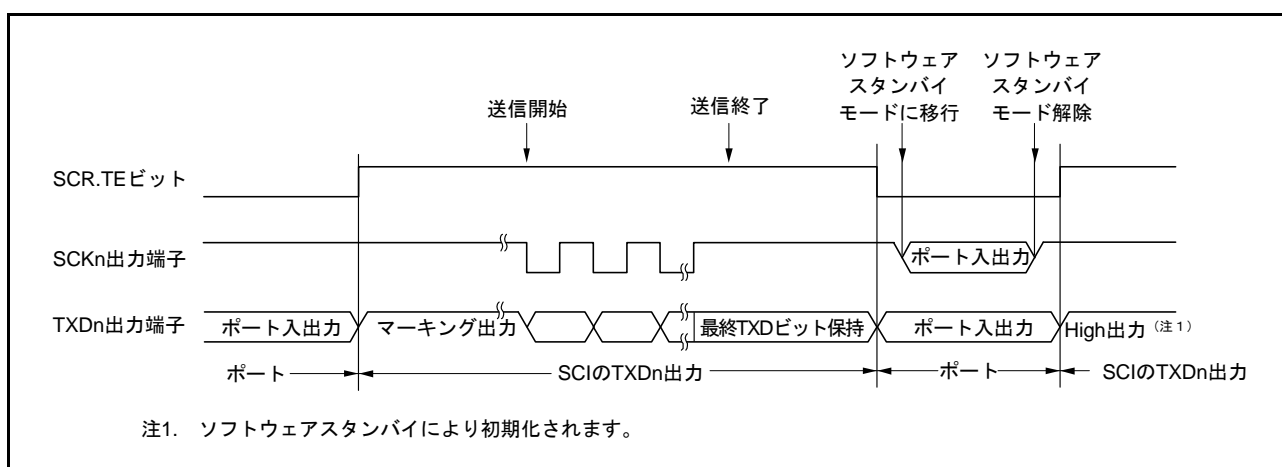 ソフトウェア
スタンバイ
モードに移行
ソフトウェア
スタンバイ
モード解除
送信開始
送信終了
SCR.TEビット
SCKn出力端子
ポート入出力
TXDn出力端子
ポート入出力
マーキング出力
最終TXDビット保持
ポート入出力
High出力（注1）
ポート
SCIのTXDn出力
ポート
SCIのTXDn出力
注1. ソフトウェアスタンバイにより初期化されます。